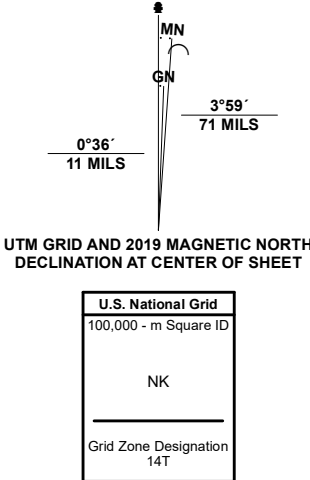 MN
GN
3°59´
71 MILS
0°36´
11 MILS
UTM GRID AND 2019 MAGNETIC NORTH
DECLINATION AT CENTER OF SHEET
U.S. National Grid
100,000 - m Square ID
NK
Grid Zone Designation
14T